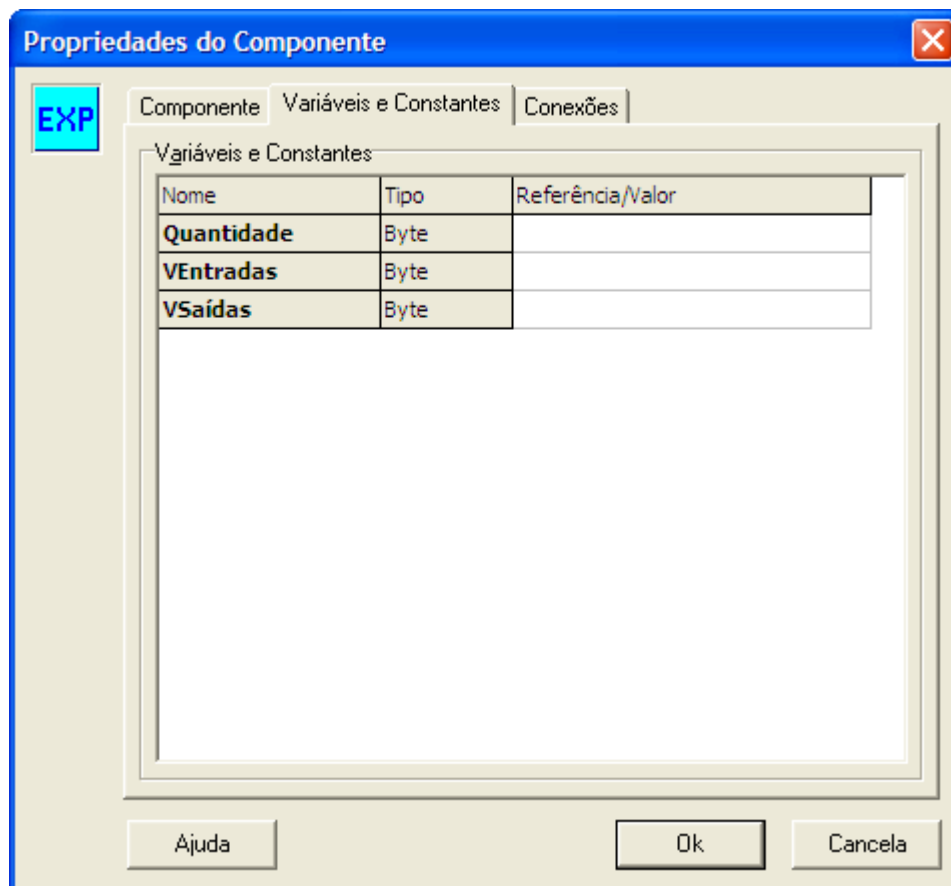 Propriedades do Componente
EXP
Componente Variáveis e Constantes Conexões
Variáveis e Constantes
Nome Tipo Referência/Valor
Quantidade Byte
VEntradas Byte
VSaídas Byte
Ajuda Ok Cancela